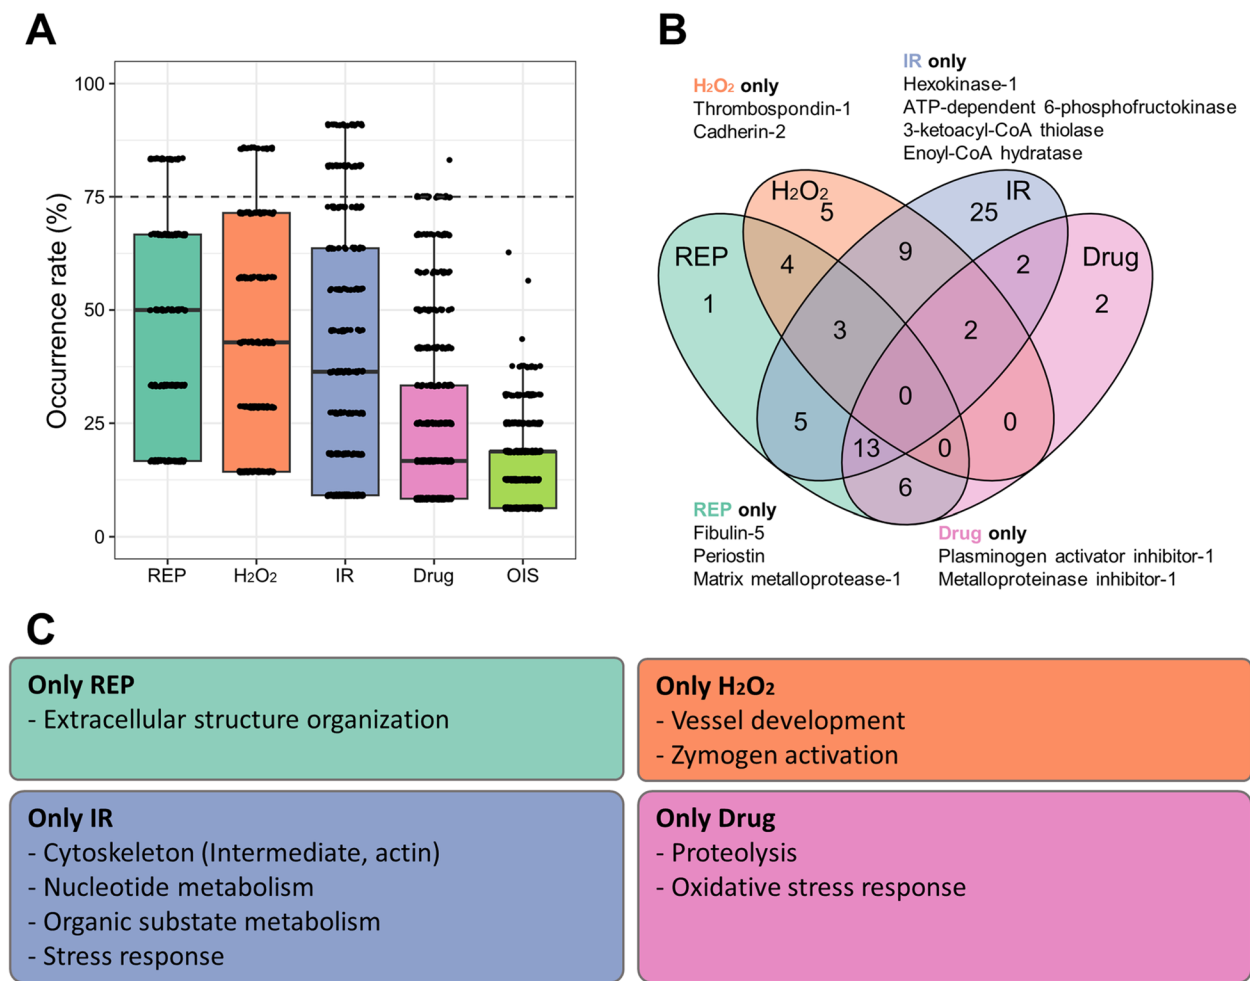 A
Occurrence rate (%)
100
75
50
25
0
REP
H2O2
IR
Drug
OIS
B
H2O2 only
Thrombospondin-1
Cadherin-2
IR only
Hexokinase-1
ATP-dependent 6-phosphofructokinase
3-ketoacyl-CoA thiolase
Enoyl-CoA hydratase
H2O2
5
IR
25
REP
1
4
9
2
Drug
2
3
2
0
5
13
0
0
6
REP only
Fibulin-5
Periostin
Matrix metalloprotease-1
Drug only
Plasminogen activator inhibitor-1
Metalloproteinase inhibitor-1
C
Only REP
- Extracellular structure organization
Only H2O2
- Vessel development
- Zymogen activation
Only IR
- Cytoskeleton (Intermediate, actin)
- Nucleotide metabolism
- Organic substate metabolism
- Stress response
Only Drug
- Proteolysis
- Oxidative stress response